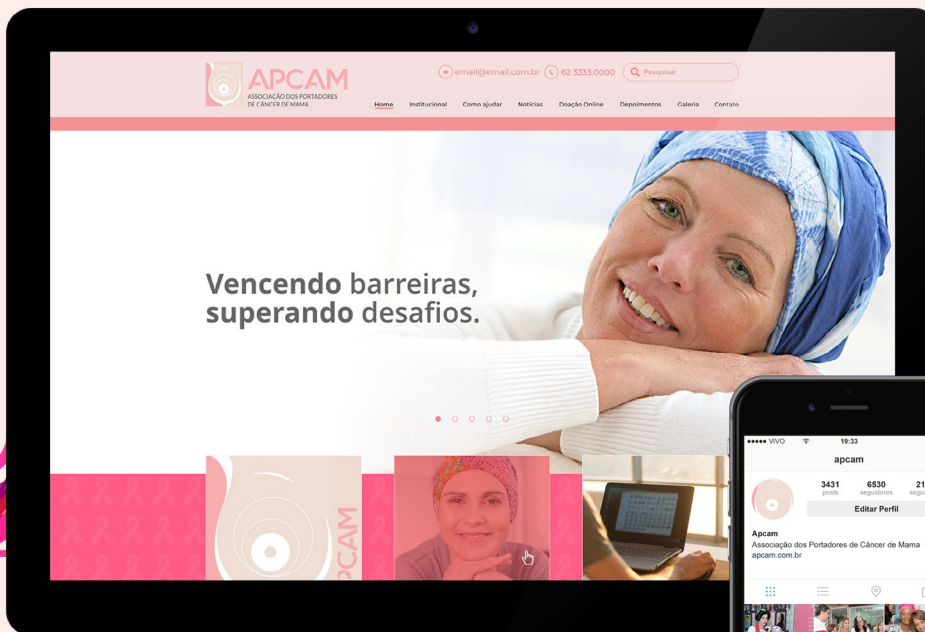 APCAM
ASSOCIAÇÃO DOS PORTADORES
DE CÂNCER DE MAMA
email@email.com.br
62 3333.0000
Pesquisar
Home Institucional Como ajudar Notícias Doação Online Depoimentos Galeria Contato
Vencendo barreiras,
superando desafios.
APCAM
VIVO 19:33
apcam
3431 6530 21
posts seguidores segui
Editar Perfil
Apcam
Associação dos Portadores de Câncer de Mama
apcam.com.br